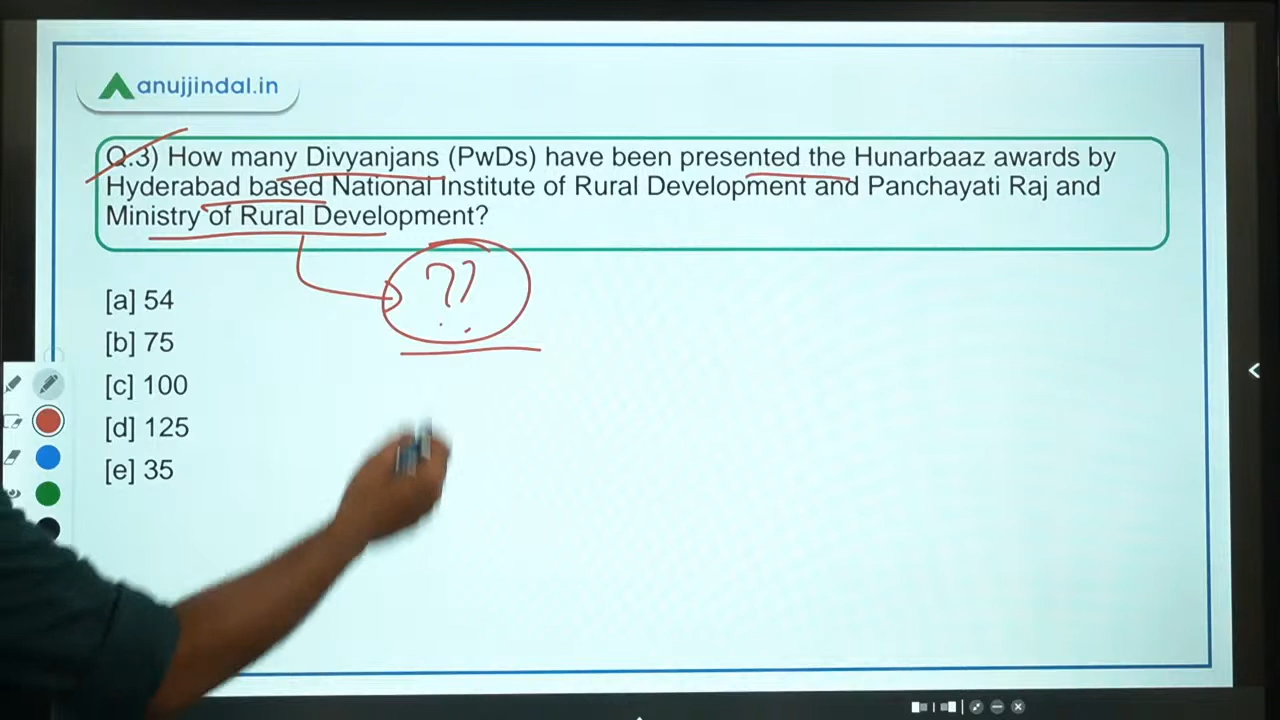 anujjindal.in
Q.3) How many Divyanjans (PwDs) have been presented the Hunarbaaz awards by
Hyderabad based National Institute of Rural Development and Panchayati Raj and
Ministry of Rural Development?
??
[a] 54
[b] 75
[c] 100
[d] 125
[e] 35